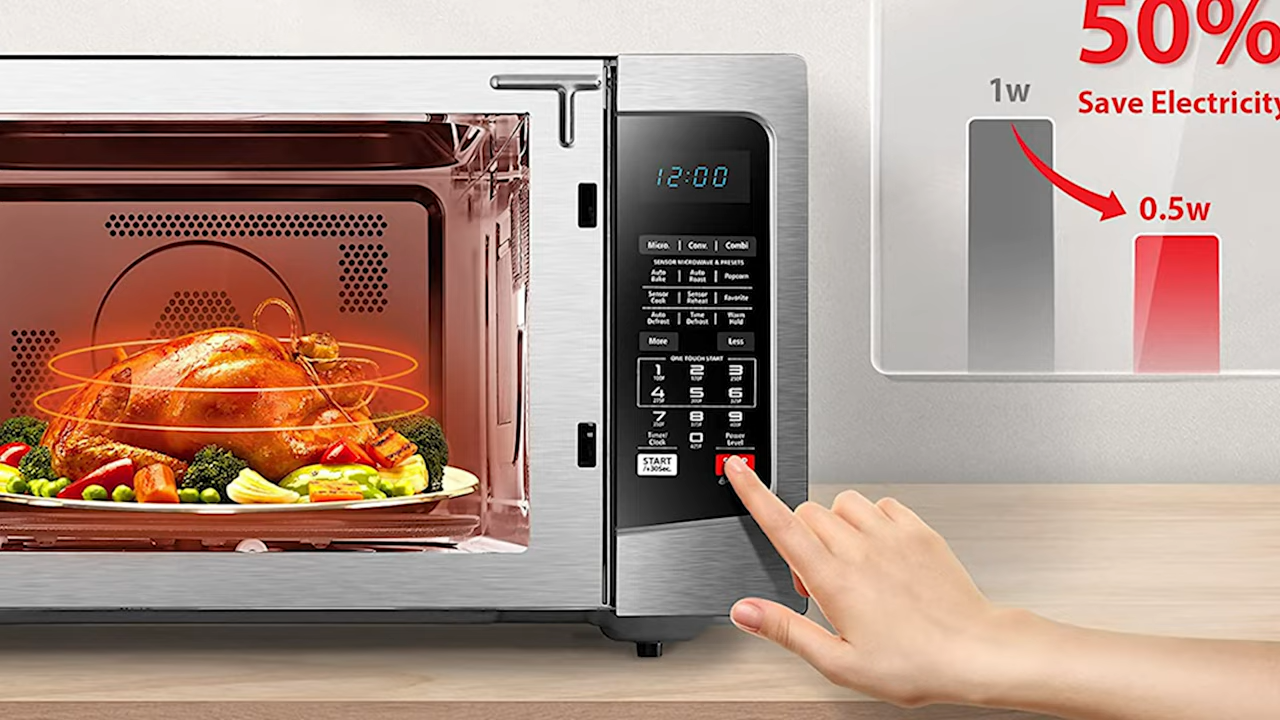 50%
Save Electricity
1w
0.5w
12:00
Micro. | Conv. | Combi
SENSOR MICROWAVE & PRESETS
Auto Bake | Auto Roast | Popcorn
Sensor Cook | Sensor Reheat | Favorite
Auto Defrost | Time Defrost | Warm Hold
More Less
ONE TOUCH START
1 2 3
4 5 6
7 8 9
Timer/Clock 0 Power Level
START
/+30Sec.